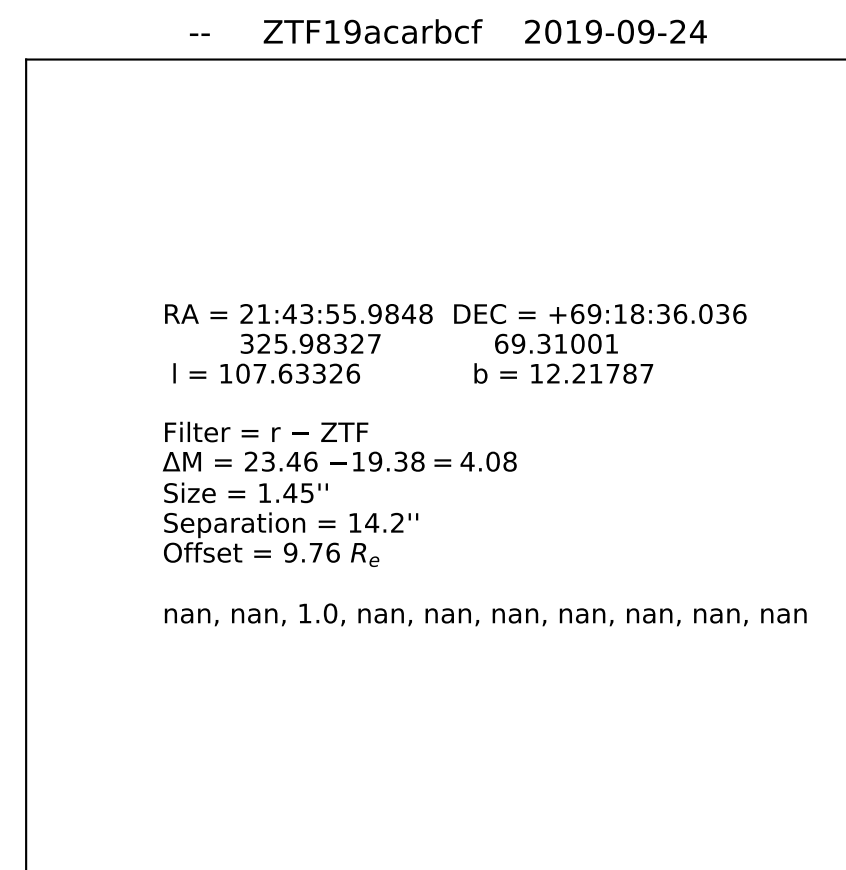 -- ZTF19acarbcf 2019-09-24
RA = 21:43:55.9848 DEC = +69:18:36.036
325.98327 69.31001
l = 107.63326 b = 12.21787
Filter = r − ZTF
ΔM = 23.46 −19.38 = 4.08
Size = 1.45''
Separation = 14.2''
Offset = 9.76 Re
nan, nan, 1.0, nan, nan, nan, nan, nan, nan, nan